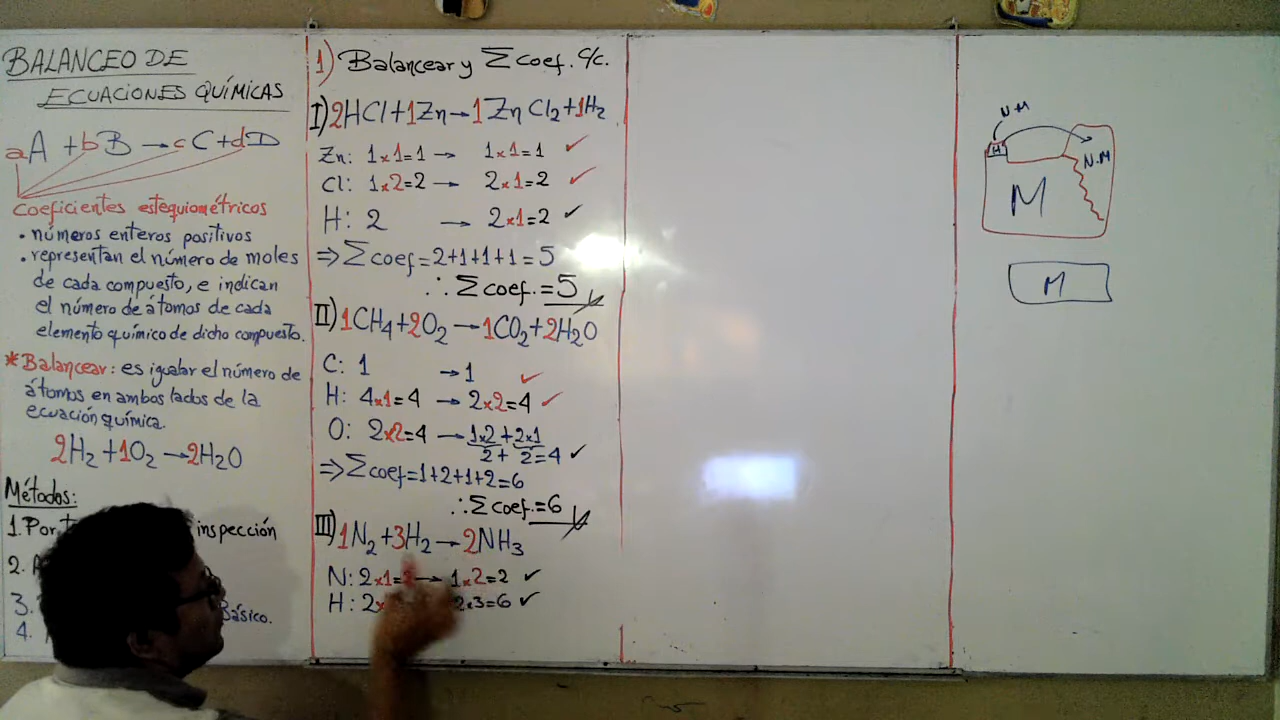 BALANCEO DE
ECUACIONES QUÍMICAS
aA + bB → cC + dD
Coeficientes estequiométricos
• números enteros positivos
• representan el número de moles
de cada compuesto, e indican
el número de átomos de cada
elemento químico de dicho compuesto.
*Balancear: es igualar el número de
átomos en ambos lados de la
ecuación química.
2H₂ + 1O₂ → 2H₂O
Métodos:
1. Por inspección
2.
3. Básico.
4.
1) Balancear y Σ coef. c/c.
I) 2HCl + 1Zn → 1ZnCl₂ + 1H₂
Zn: 1x1=1 → 1x1=1 ✓
Cl: 1x2=2 → 2x1=2 ✓
H: 2 → 2x1=2 ✓
⇒ Σ coef = 2+1+1+1 = 5
∴ Σ coef. = 5
II) 1CH₄ + 2O₂ → 1CO₂ + 2H₂O
C: 1 → 1 ✓
H: 4x1=4 → 2x2=4 ✓
O: 2x2=4 → 1x2 + 2x1
2 + 2 = 4 ✓
⇒ Σ coef = 1+2+1+2 = 6
∴ Σ coef. = 6
III) 1N₂ + 3H₂ → 2NH₃
N: 2x1=2 → 1x2=2 ✓
H: 2x 2x3=6 ✓
N.M
H
N.M
M
M